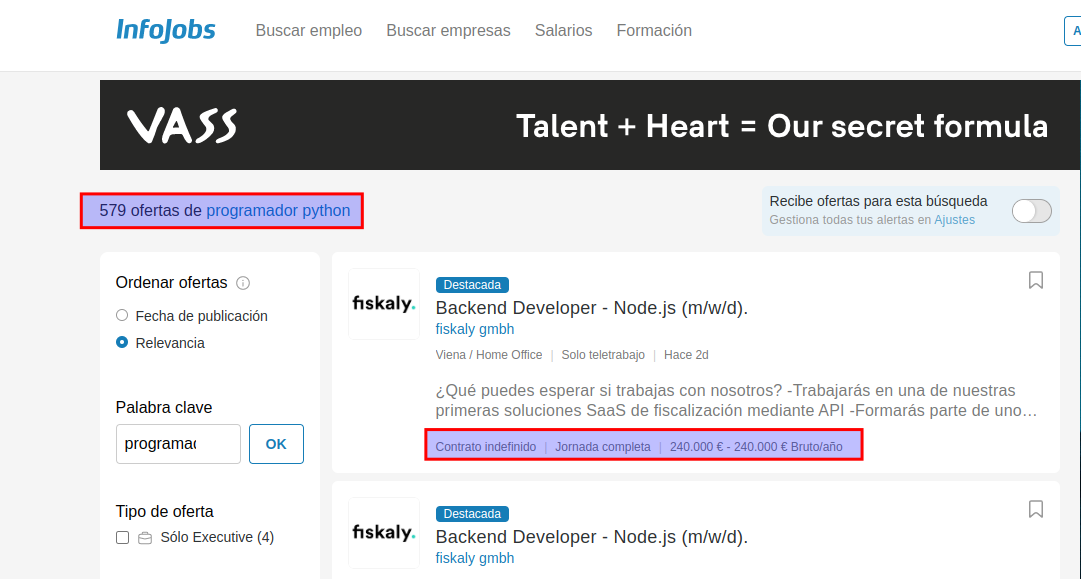 InfoJobs Buscar empleo Buscar empresas Salarios Formación A
VASS Talent + Heart = Our secret formula
579 ofertas de programador python
Recibe ofertas para esta búsqueda
Gestiona todas tus alertas en Ajustes
Ordenar ofertas
Fecha de publicación
Relevancia
Palabra clave
programad OK
Tipo de oferta
Sólo Executive (4)
fiskaly.
Destacada
Backend Developer - Node.js (m/w/d).
fiskaly gmbh
Viena / Home Office | Solo teletrabajo | Hace 2d
¿Qué puedes esperar si trabajas con nosotros? -Trabajarás en una de nuestras
primeras soluciones SaaS de fiscalización mediante API -Formarás parte de uno…
Contrato indefinido | Jornada completa | 240.000 € - 240.000 € Bruto/año
fiskaly.
Destacada
Backend Developer - Node.js (m/w/d).
fiskaly gmbh